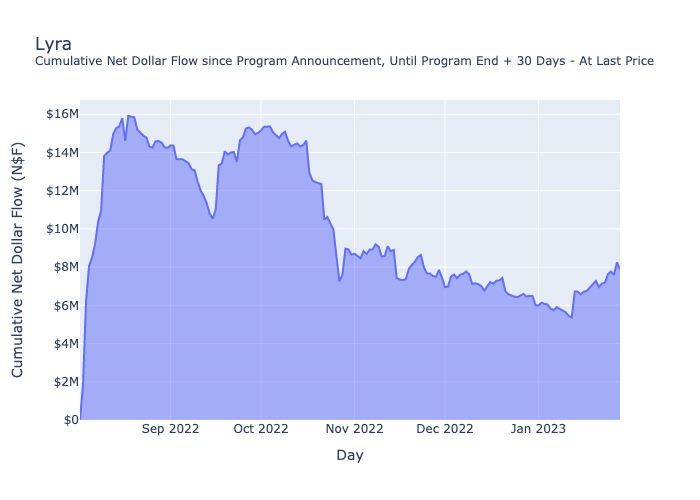 Lyra
Cumulative Net Dollar Flow since Program Announcement, Until Program End + 30 Days - At Last Price
Cumulative Net Dollar Flow (N$F)
$16M
$14M
$12M
$10M
$8M
$6M
$4M
$2M
$0
Sep 2022 Oct 2022 Nov 2022 Dec 2022 Jan 2023
Day